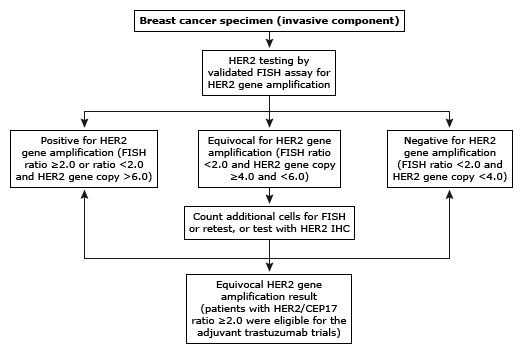 Breast cancer specimen (invasive component)
HER2 testing by
validated FISH assay for
HER2 gene amplification
Positive for HER2
gene amplification (FISH
ratio ≥2.0 or ratio <2.0
and HER2 gene copy >6.0)
Equivocal for HER2 gene
amplification (FISH ratio
<2.0 and HER2 gene copy
≥4.0 and <6.0)
Negative for HER2
gene amplification
(FISH ratio <2.0 and
HER2 gene copy <4.0)
Count additional cells for FISH
or retest, or test with HER2 IHC
Equivocal HER2 gene
amplification result
(patients with HER2/CEP17
ratio ≥2.0 were eligible for the
adjuvant trastuzumab trials)